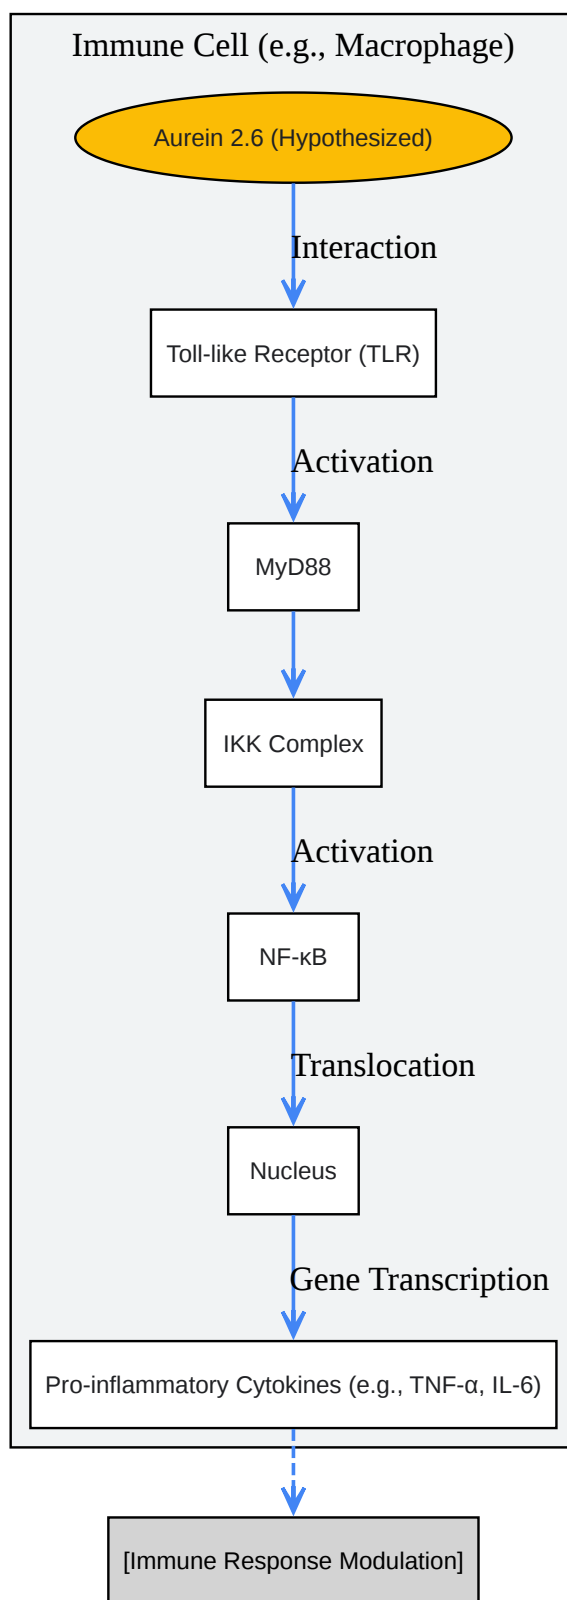 Immune Cell (e.g., Macrophage)
Aurein 2.6 (Hypothesized)
Interaction
Toll-like Receptor (TLR)
Activation
MyD88
IKK Complex
Activation
NF-κB
Translocation
Nucleus
Gene Transcription
Pro-inflammatory Cytokines (e.g., TNF-α, IL-6)
[Immune Response Modulation]